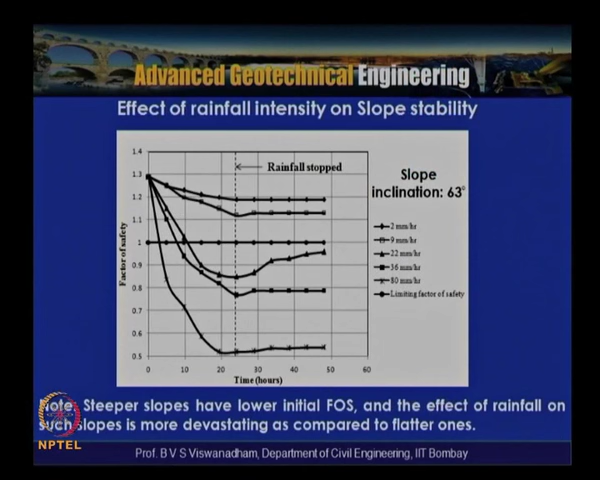 Advanced Geotechnical Engineering
Effect of rainfall intensity on Slope stability
Slope
inclination: 63°
Rainfall stopped
Factor of safety
1.4
1.3
1.2
1.1
1
0.9
0.8
0.7
0.6
0.5
0 10 20 30 40 50 60
Time (hours)
2 mm/hr
9 mm/hr
22 mm/hr
36 mm/hr
80 mm/hr
Limiting factor of safety
Note: Steeper slopes have lower initial FOS, and the effect of rainfall on
such slopes is more devastating as compared to flatter ones.
NPTEL
Prof. B V S Viswanadham, Department of Civil Engineering, IIT Bombay